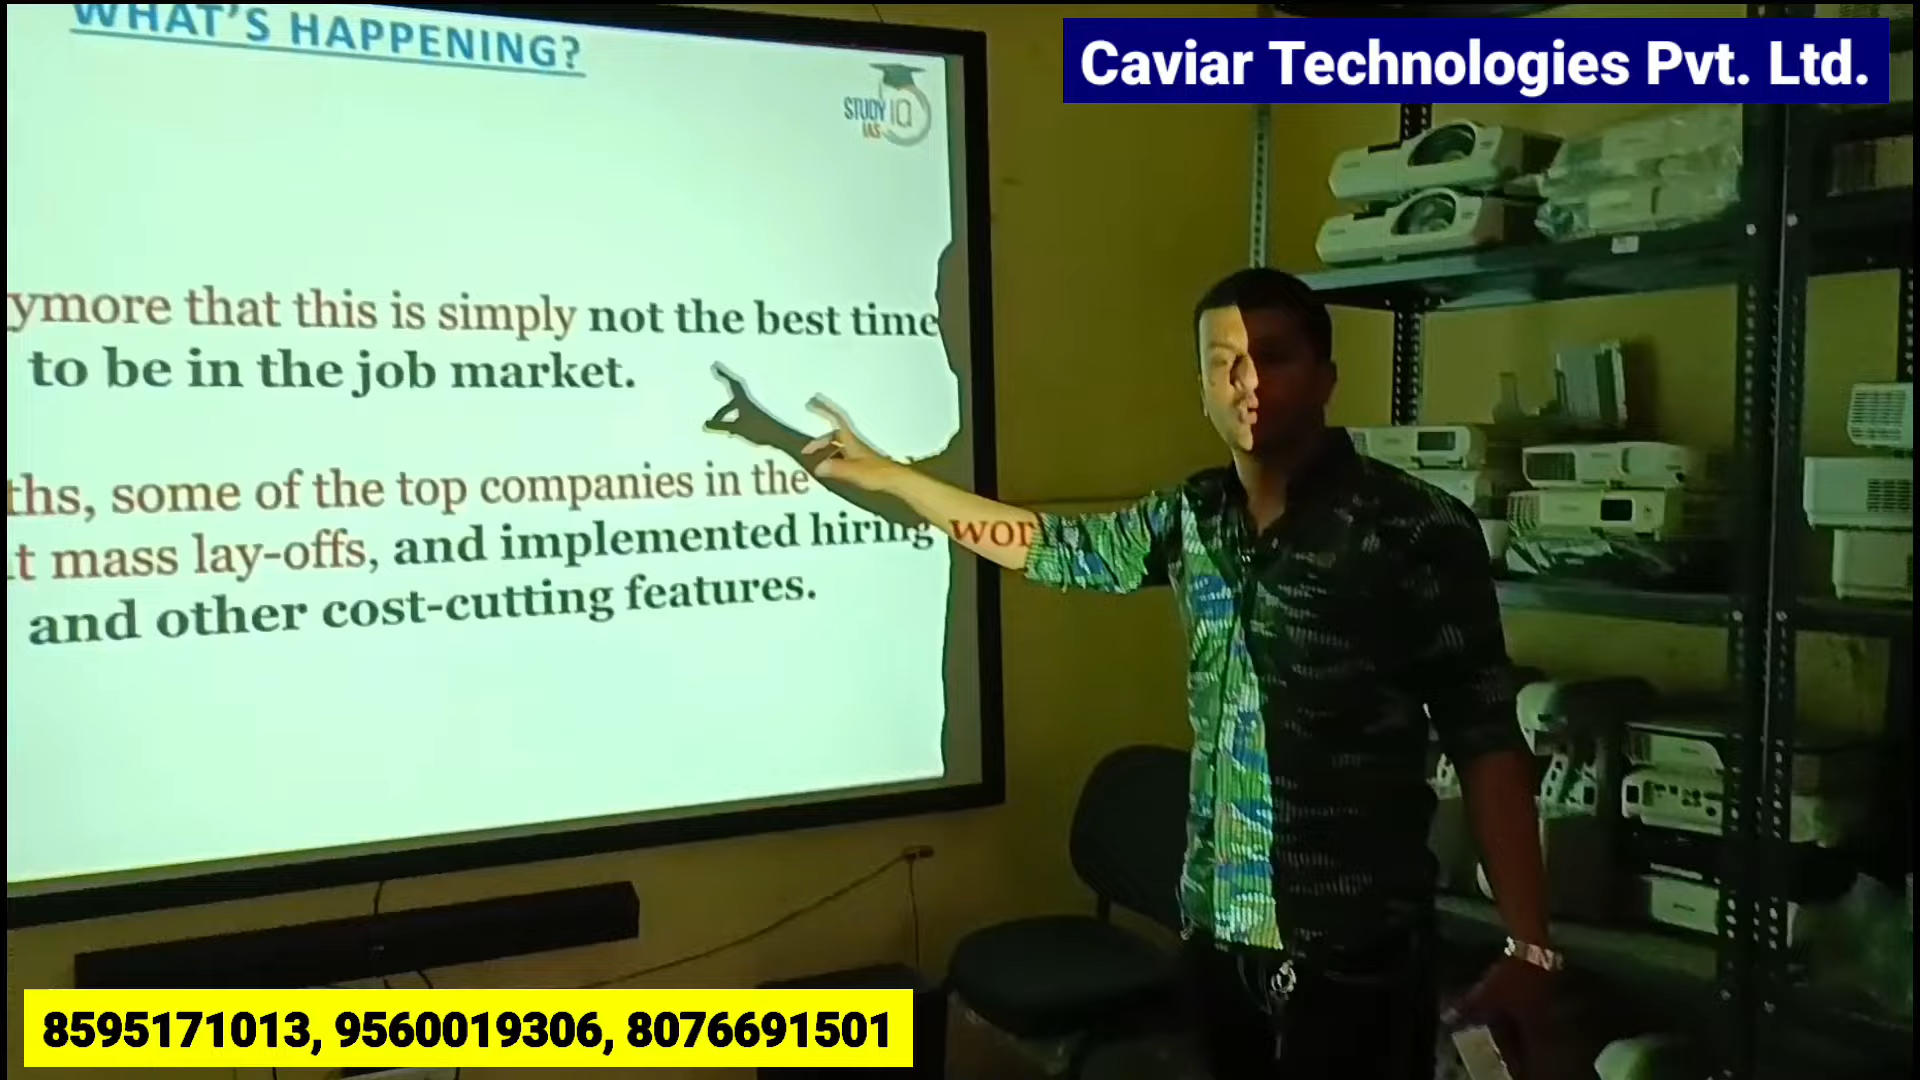 WHAT'S HAPPENING?
Caviar Technologies Pvt. Ltd.
STUDY IQ
IAS
ymore that this is simply not the best time
to be in the job market.
ths, some of the top companies in the
t mass lay-offs, and implemented hiring
wor
and other cost-cutting features.
8595171013, 9560019306, 8076691501